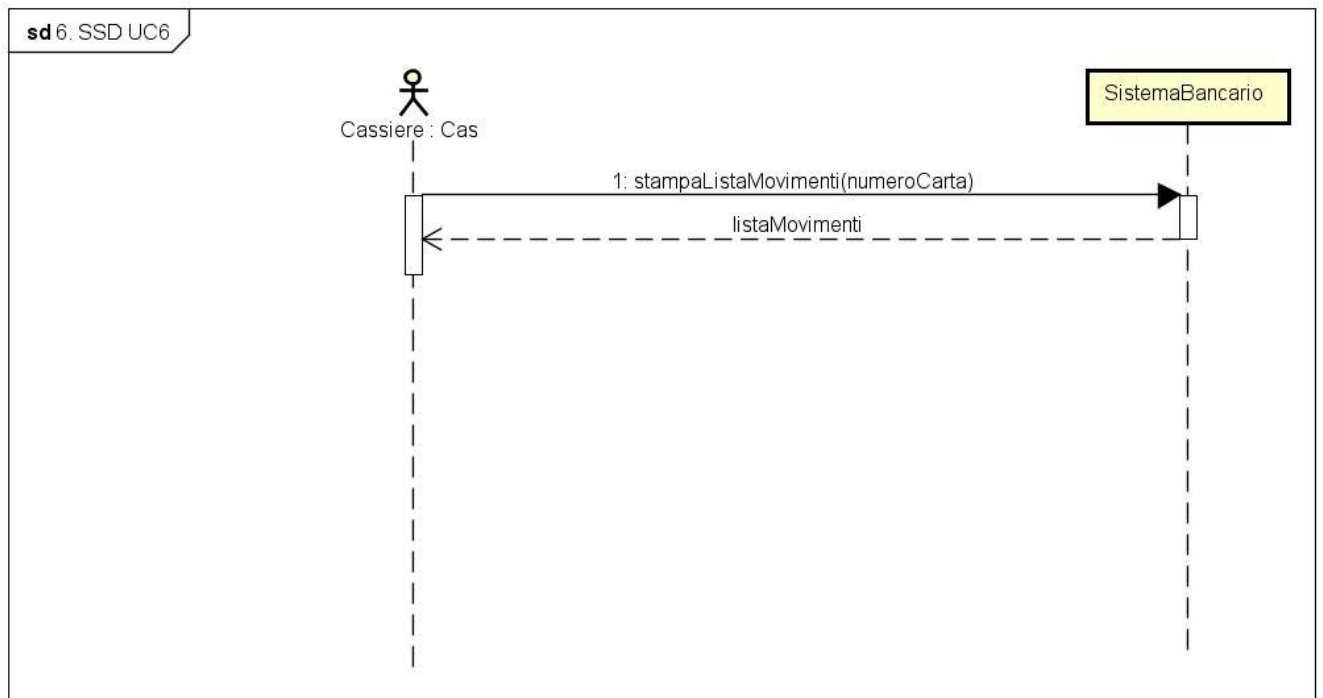 sd 6. SSD UC6
Cassiere : Cas
SistemaBancario
1: stampaListaMovimenti(numeroCarta)
listaMovimenti